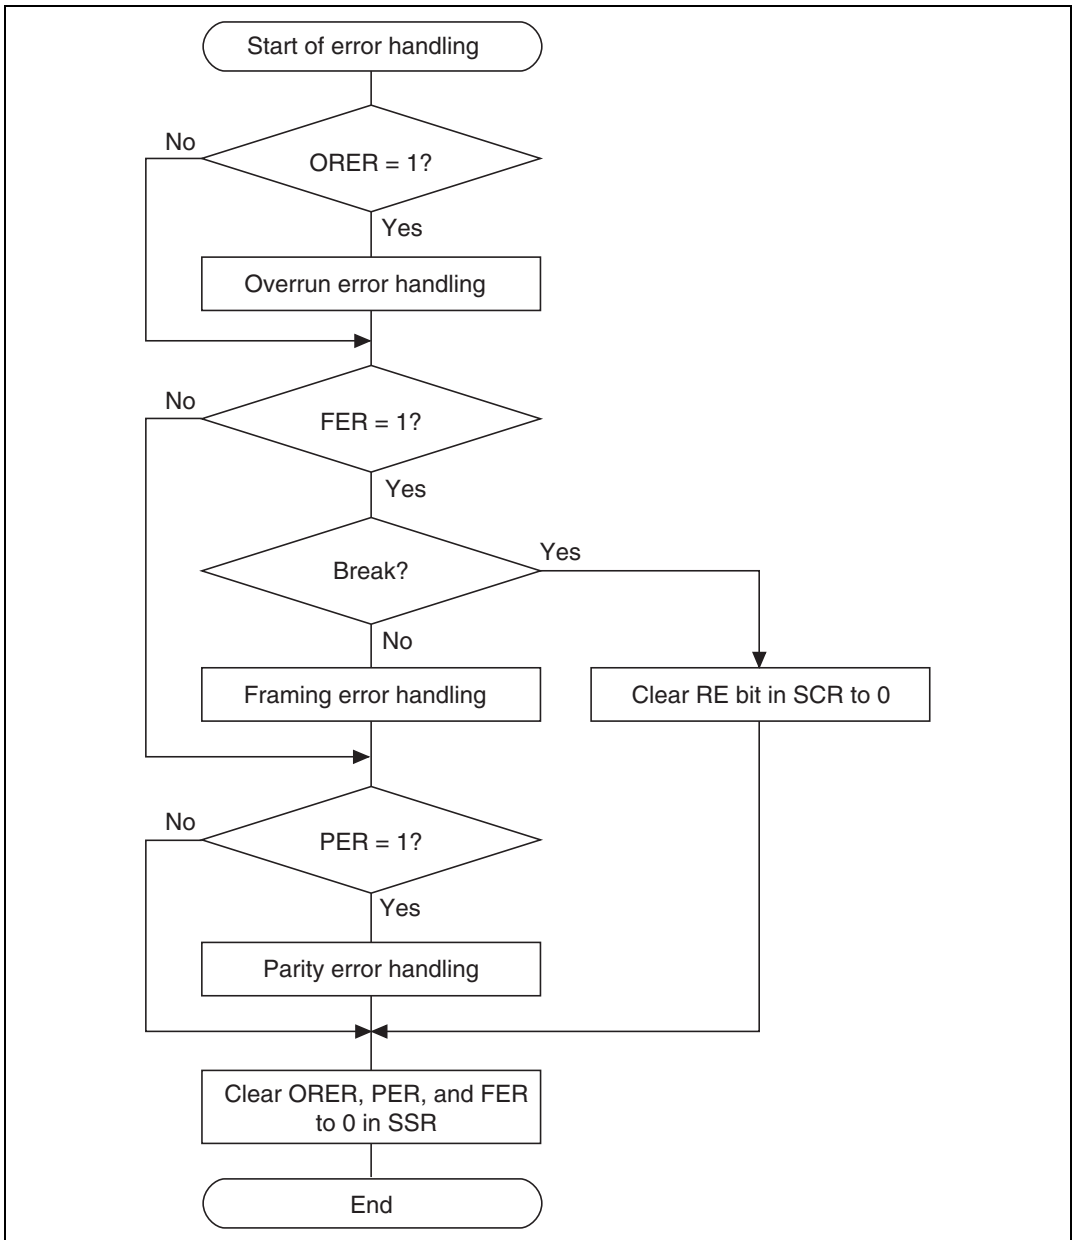 Start of error handling
No
ORER = 1?
Yes
Overrun error handling
No
FER = 1?
Yes
Yes
Break?
No
Framing error handling
Clear RE bit in SCR to 0
No
PER = 1?
Yes
Parity error handling
Clear ORER, PER, and FER
to 0 in SSR
End